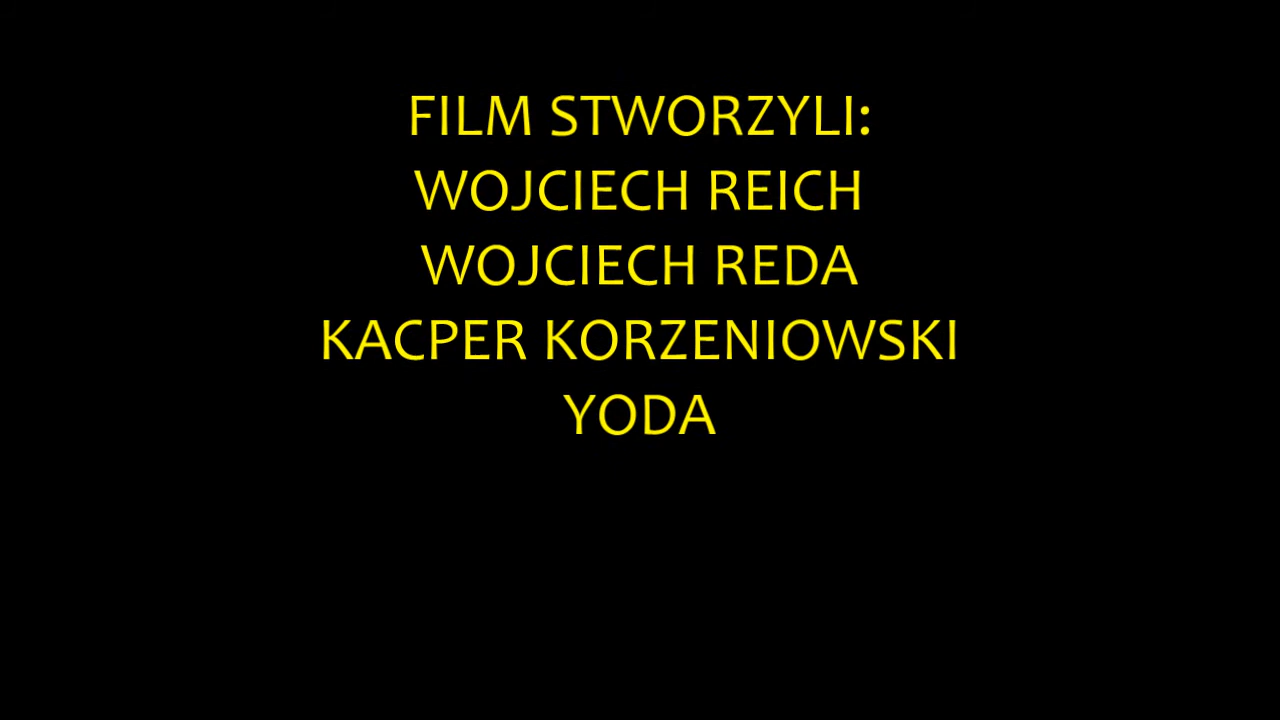 FILM STWORZYLI:
WOJCIECH REICH
WOJCIECH REDA
KACPER KORZENIOWSKI
YODA